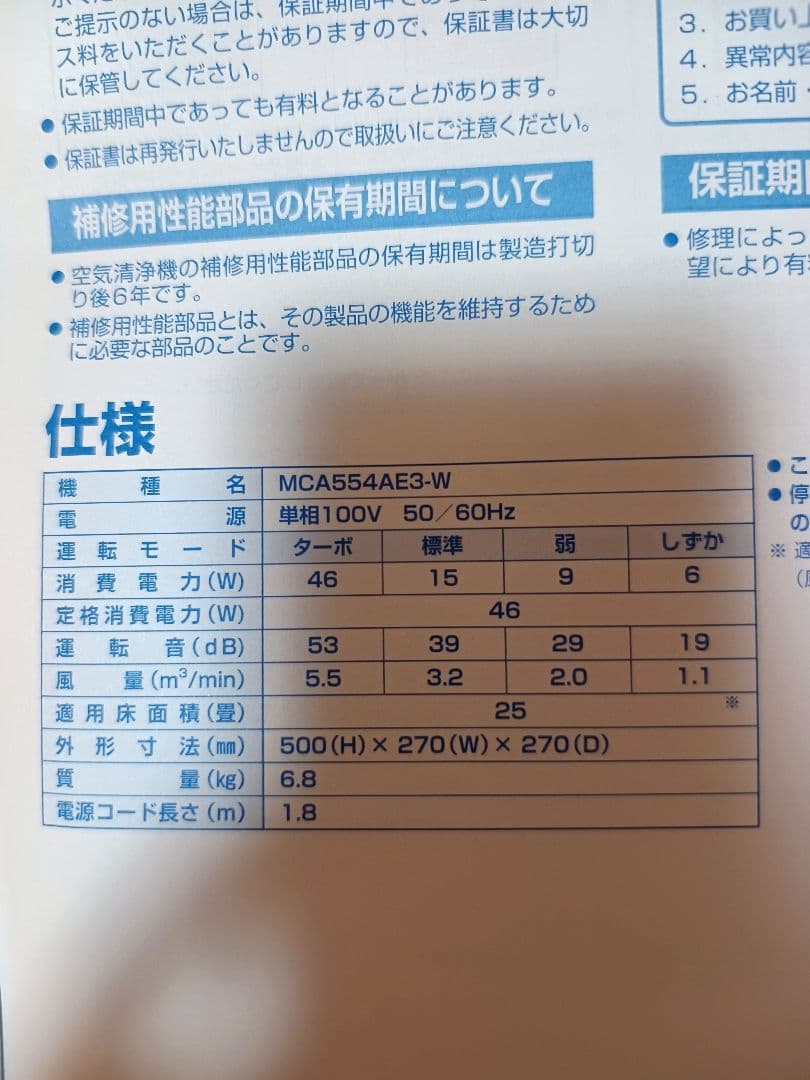 ご提示のない場合は、保証期間中で
ス料をいただくことがありますので、保証書は大切
に保管してください。
● 保証期間中であっても有料となることがあります。
● 保証書は再発行いたしませんので取扱いにご注意ください。
補修用性能部品の保有期間について
● 空気清浄機の補修用性能部品の保有期間は製造打切
り後6年です。
● 補修用性能部品とは、その製品の機能を維持するため
に必要な部品のことです。
3. お買い上
4. 異常内容
5. お名前・
保証期
● 修理によっ
望により有
仕様
機種名 MCA554AE3-W
電源 単相100V 50/60Hz
運転モード ターボ 標準 弱 しずか
消費電力(W) 46 15 9 6
定格消費電力(W) 46
運転音(dB) 53 39 29 19
風量(m³/min) 5.5 3.2 2.0 1.1
適用床面積(畳) 25 ※
外形寸法(㎜) 500(H)× 270(W)× 270(D)
質量(㎏) 6.8
電源コード長さ(m) 1.8
● こ
● 停
の
※ 適